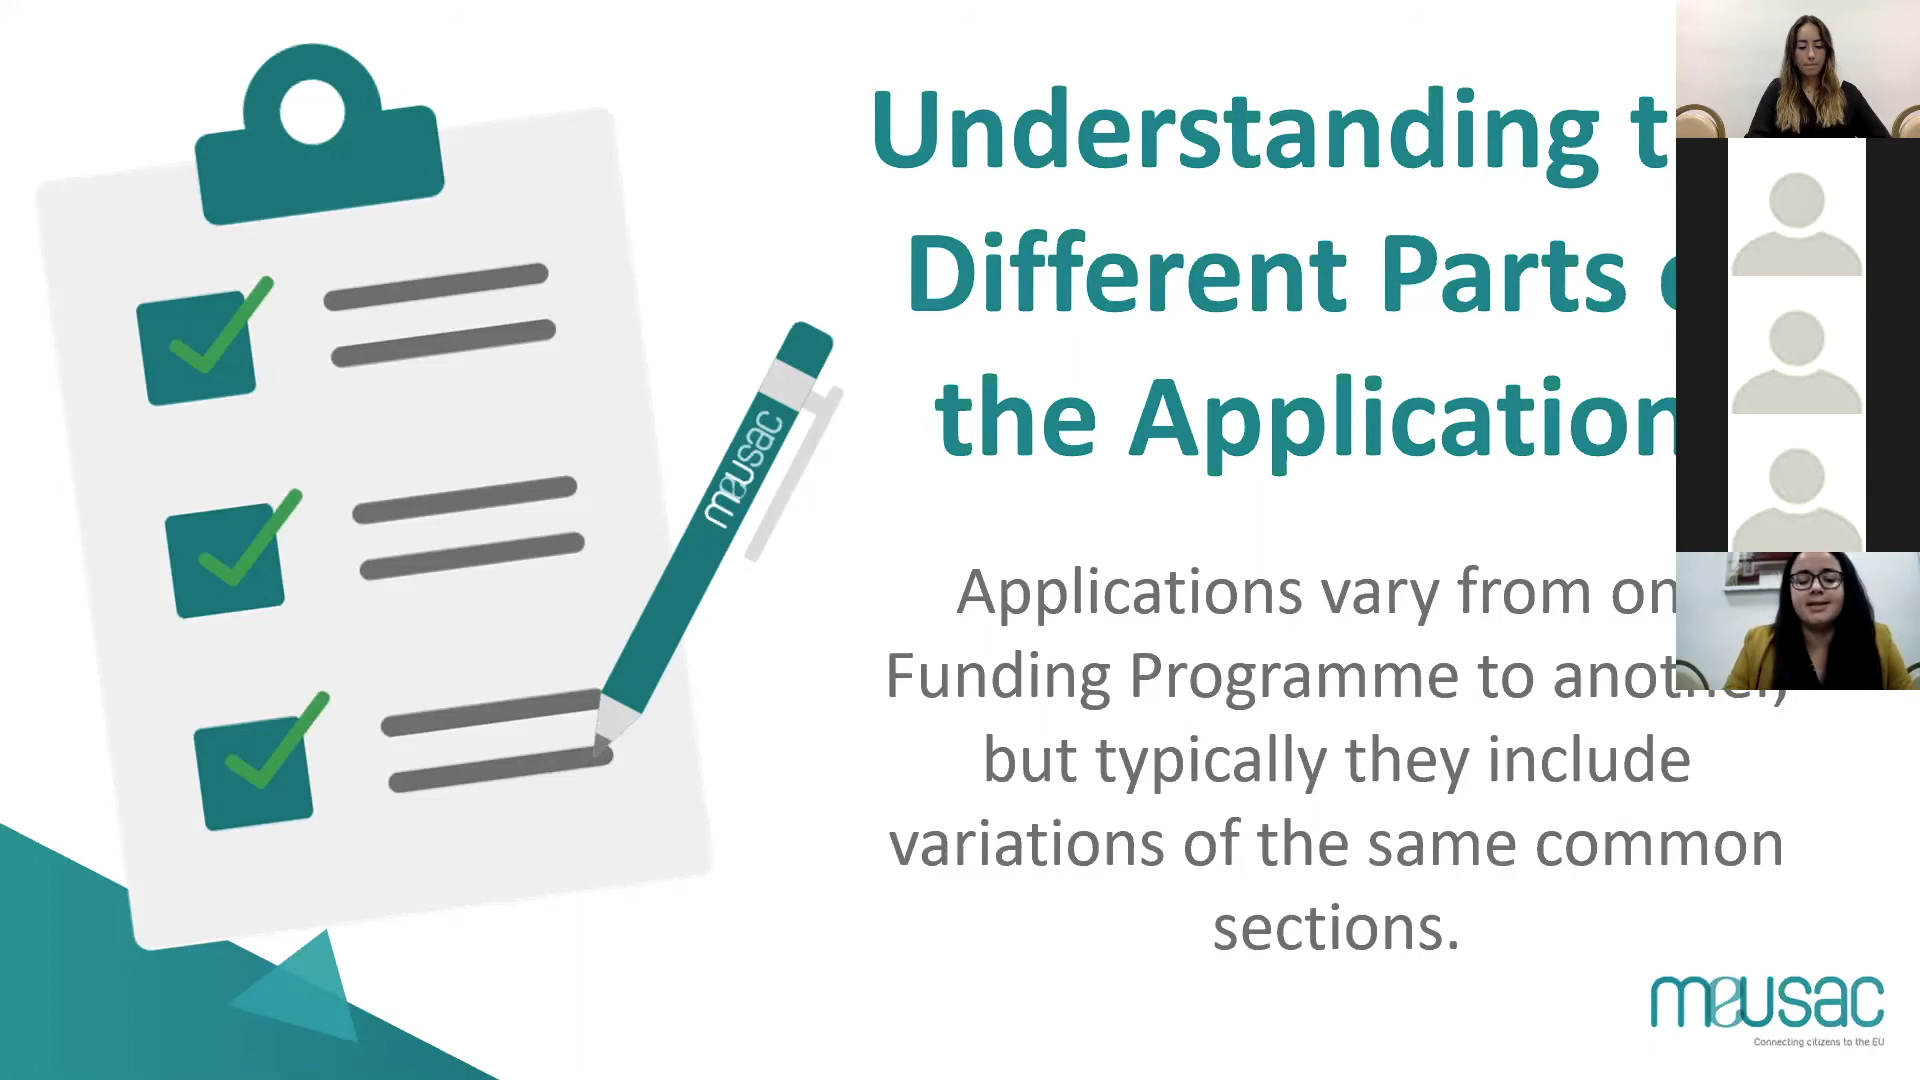 Understanding t
Different Parts
the Application
Applications vary from on
Funding Programme to another,
but typically they include
variations of the same common
sections.
meusac
meusac
Connecting citizens to the EU